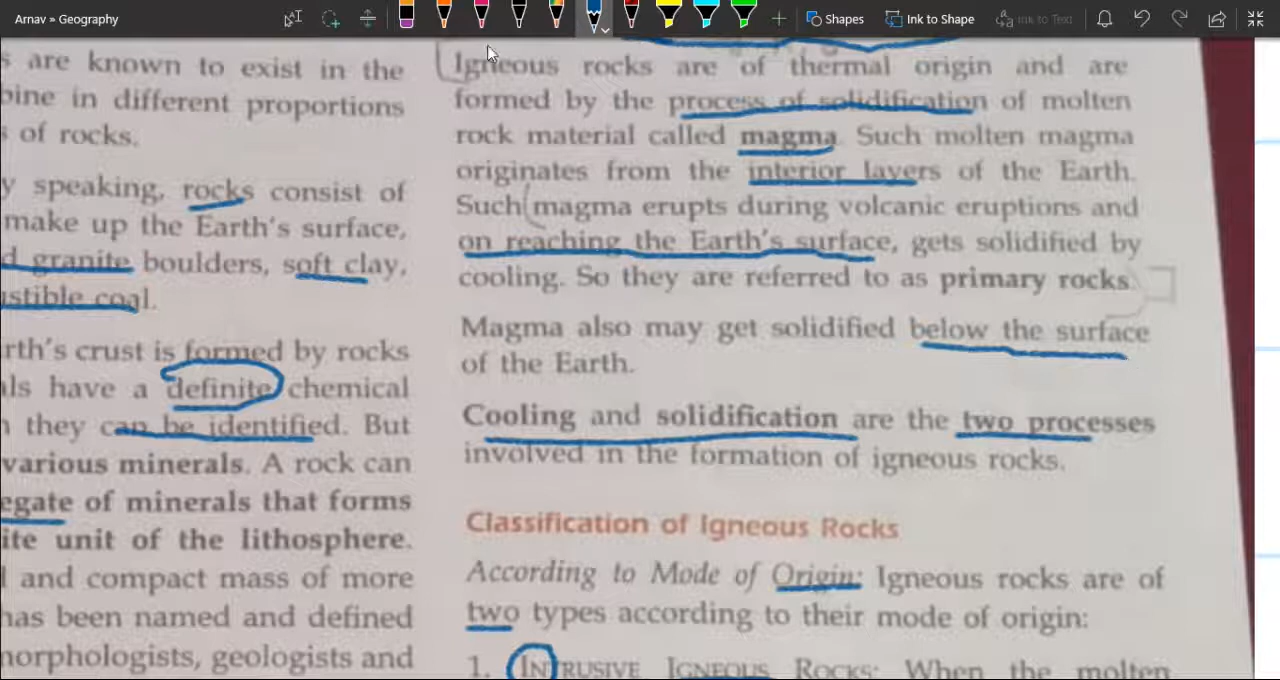 Arnav » Geography
Shapes
Ink to Shape
Ink to Text
s are known to exist in the
bine in different proportions
s of rocks.
y speaking, rocks consist of
make up the Earth's surface,
d granite boulders, soft clay,
ustible coal.
rth's crust is formed by rocks
als have a definite chemical
n they can be identified. But
various minerals. A rock can
egate of minerals that forms
ite unit of the lithosphere.
l and compact mass of more
has been named and defined
morphologists, geologists and
Igneous rocks are of thermal origin and are
formed by the process of solidification of molten
rock material called magma. Such molten magma
originates from the interior layers of the Earth.
Such magma erupts during volcanic eruptions and
on reaching the Earth's surface, gets solidified by
cooling. So they are referred to as primary rocks.
Magma also may get solidified below the surface
of the Earth.
Cooling and solidification are the two processes
involved in the formation of igneous rocks.
Classification of Igneous Rocks
According to Mode of Origin: Igneous rocks are of
two types according to their mode of origin:
1. INTRUSIVE IGNEOUS ROCKS: When the molten